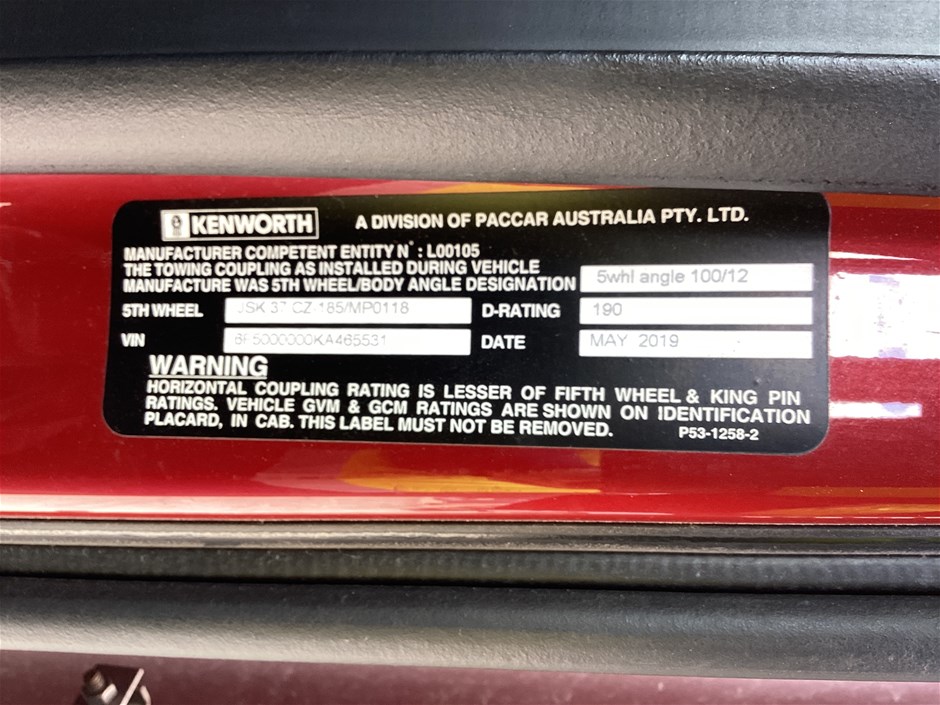 KENWORTH A DIVISION OF PACCAR AUSTRALIA PTY. LTD.
MANUFACTURER COMPETENT ENTITY N° : L00105
THE TOWING COUPLING AS INSTALLED DURING VEHICLE
MANUFACTURE WAS 5TH WHEEL/BODY ANGLE DESIGNATION 5whl angle 100/12
5TH WHEEL JSK 37 CZ-185/MP0118 D-RATING 190
VIN 6F5000000KA465531 DATE MAY 2019
WARNING
HORIZONTAL COUPLING RATING IS LESSER OF FIFTH WHEEL & KING PIN
RATINGS. VEHICLE GVM & GCM RATINGS ARE SHOWN ON IDENTIFICATION
PLACARD, IN CAB. THIS LABEL MUST NOT BE REMOVED. P53-1258-2